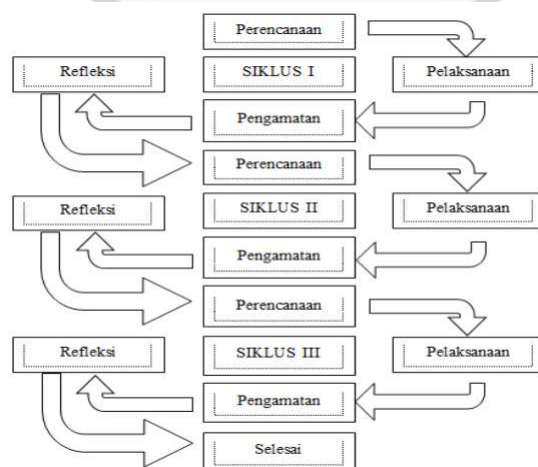 Perencanaan
Refleksi
SIKLUS I
Pelaksanaan
Pengamatan
Perencanaan
Refleksi
SIKLUS II
Pelaksanaan
Pengamatan
Perencanaan
Refleksi
SIKLUS III
Pelaksanaan
Pengamatan
Selesai